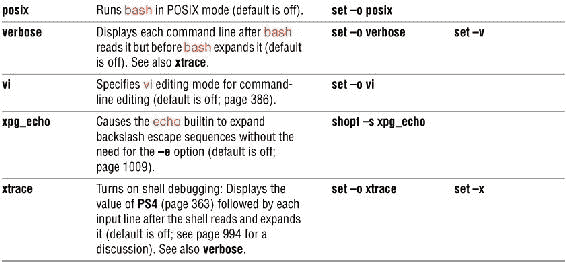 posix Runs bash in POSIX mode (default is off). set –o posix
verbose Displays each command line after bash set –o verbose set –v
reads it but before bash expands it (default
is off). See also xtrace.
vi Specifies vi editing mode for command- set –o vi
line editing (default is off; page 386).
xpg_echo Causes the echo builtin to expand shopt –s xpg_echo
backslash escape sequences without the
need for the –e option (default is off;
page 1009).
xtrace Turns on shell debugging: Displays the set –o xtrace set –x
value of PS4 (page 363) followed by each
input line after the shell reads and expands
it (default is off; see page 994 for a
discussion). See also verbose.